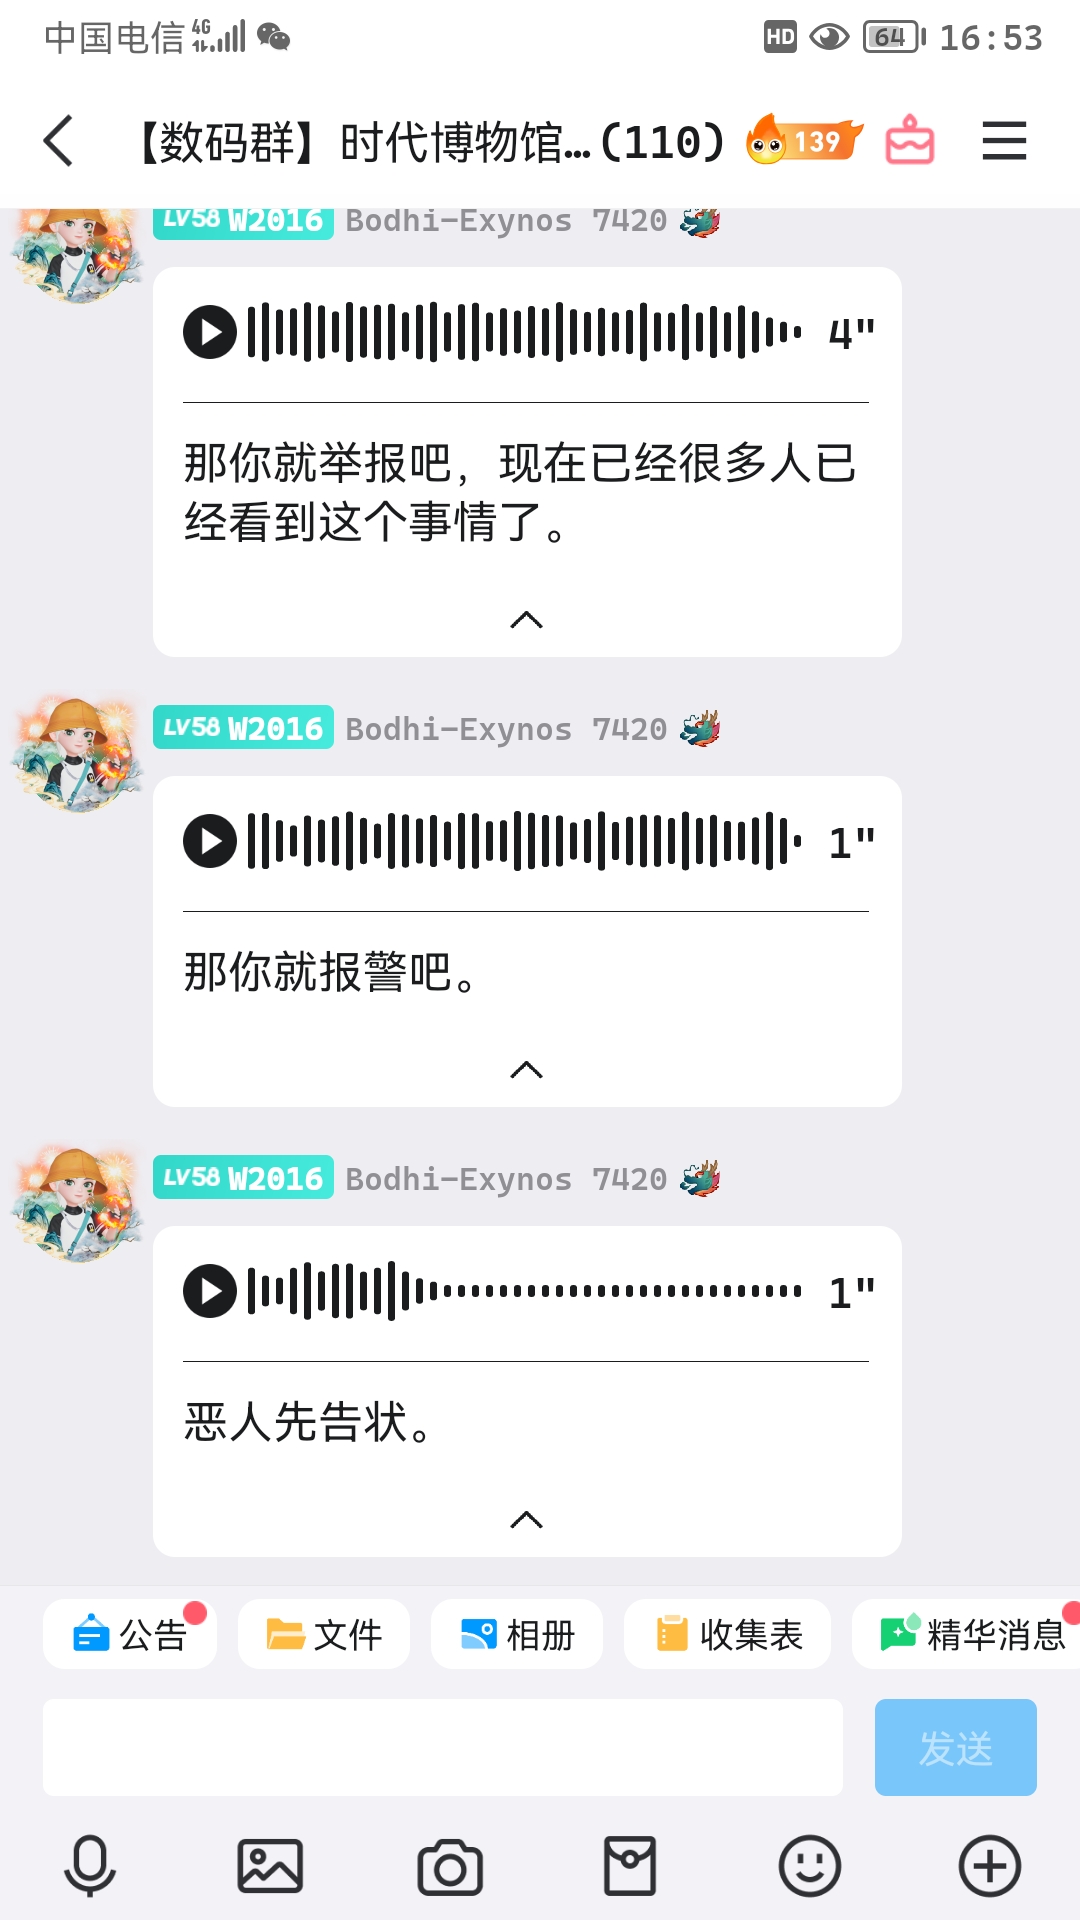 中国电信 4G HD 64 16:53
【数码群】时代博物馆...(110) 139
LV58 W2016 Bodhi-Exynos 7420
4"
那你就举报吧，现在已经很多人已
经看到这个事情了。
LV58 W2016 Bodhi-Exynos 7420
1"
那你就报警吧。
LV58 W2016 Bodhi-Exynos 7420
1"
恶人先告状。
公告 文件 相册 收集表 精华消息
发送